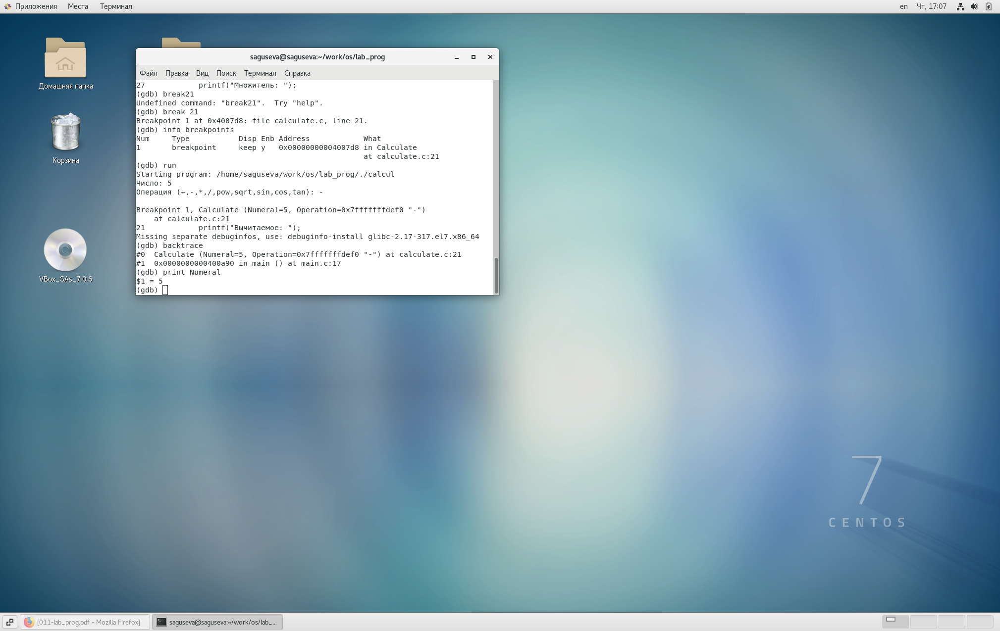 Приложения Места Терминал en Чт, 17:07
Домашняя папка
Корзина
VBox_GAs_7.0.6
saguseva@saguseva:~/work/os/lab_prog
Файл Правка Вид Поиск Терминал Справка
27            printf("Множитель: ");
(gdb) break21
Undefined command: "break21".  Try "help".
(gdb) break 21
Breakpoint 1 at 0x4007d8: file calculate.c, line 21.
(gdb) info breakpoints
Num     Type           Disp Enb Address            What
1       breakpoint     keep y   0x00000000004007d8 in Calculate
                                                   at calculate.c:21
(gdb) run
Starting program: /home/saguseva/work/os/lab_prog/./calcul
Число: 5
Операция (+,-,*,/,pow,sqrt,sin,cos,tan): -
Breakpoint 1, Calculate (Numeral=5, Operation=0x7fffffffdef0 "-")
    at calculate.c:21
21            printf("Вычитаемое: ");
Missing separate debuginfos, use: debuginfo-install glibc-2.17-317.el7.x86_64
(gdb) backtrace
#0  Calculate (Numeral=5, Operation=0x7fffffffdef0 "-") at calculate.c:21
#1  0x0000000000400a90 in main () at main.c:17
(gdb) print Numeral
$1 = 5
(gdb)
7
CENTOS
[011-lab_prog.pdf - Mozilla Firefox] saguseva@saguseva:~/work/os/lab_...